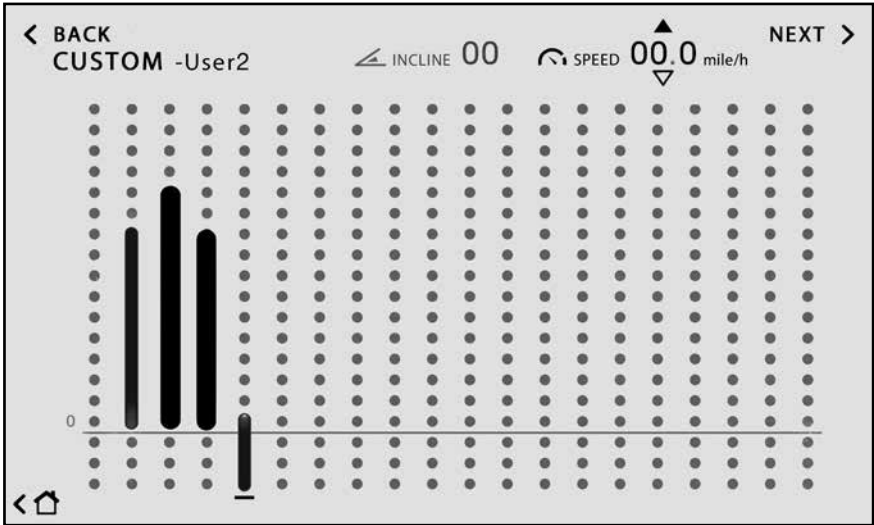 BACK
CUSTOM -User2
INCLINE 00
SPEED 00.0 mile/h
NEXT
0